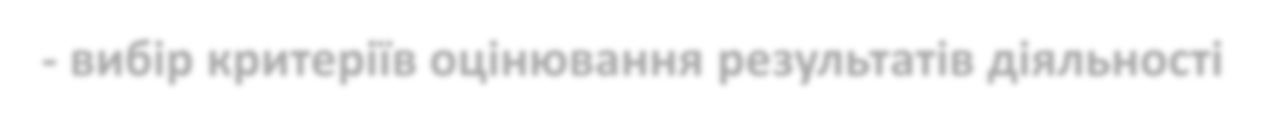 - вибір критеріїв оцінювання результатів діяльності